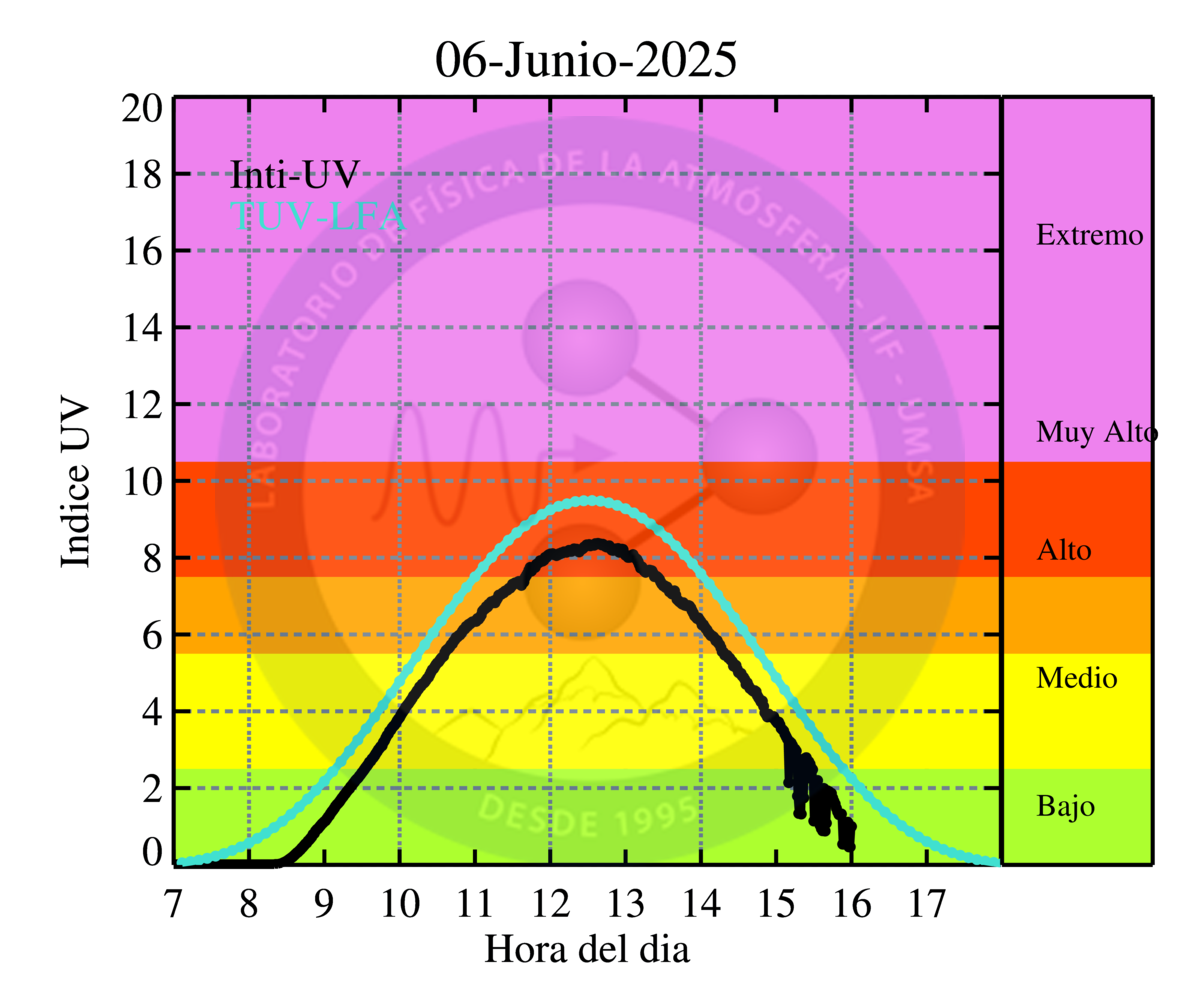 06-Junio-2025
Indice UV
20
18
16
14
12
10
8
6
4
2
0
Inti-UV
TUV-LFA
LABORATORIO DE FÍSICA DE LA ATMÓSFERA - IIF - UMSA
DESDE 1995
Extremo
Muy Alto
Alto
Medio
Bajo
7 8 9 10 11 12 13 14 15 16 17
Hora del dia